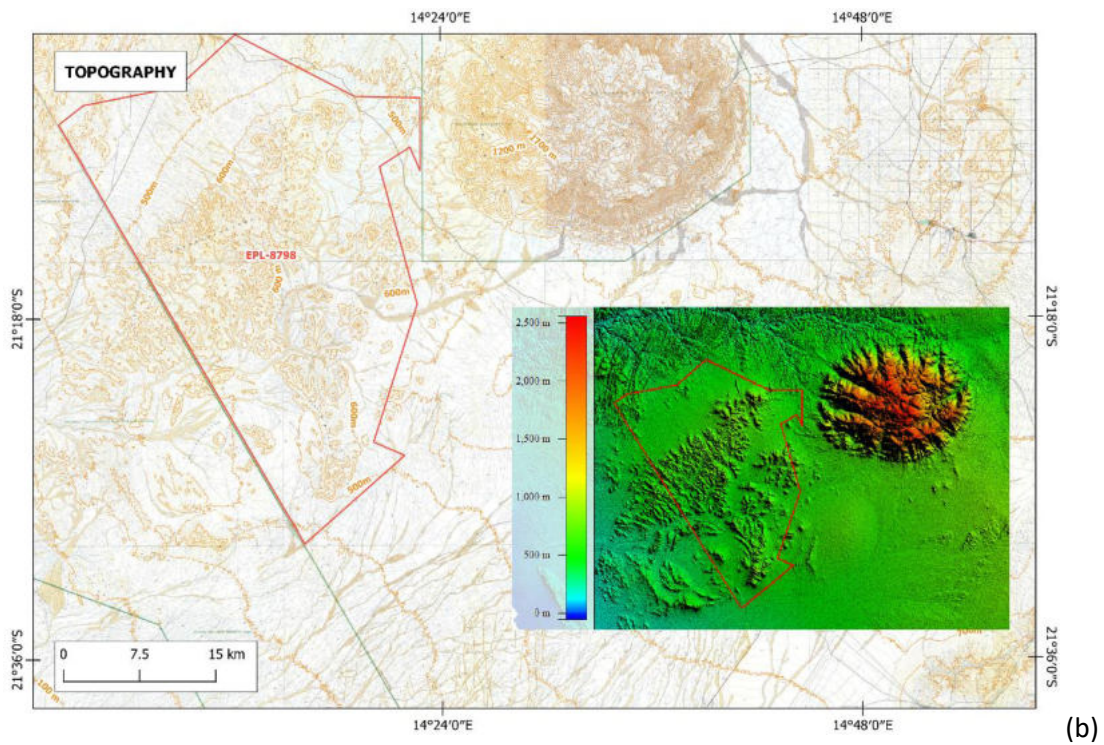 14°24'0"E 14°48'0"E
TOPOGRAPHY
500m
1200 m
1700 m
500m
600m
EPL-8798
600m
600m
21°18'0"S
21°18'0"S
2,500 m
2,000 m
600m
1,500 m
500m
1,000 m
500 m
0 m
0 7.5 15 km
21°36'0"S
21°36'0"S
100 m
14°24'0"E 14°48'0"E
(b)